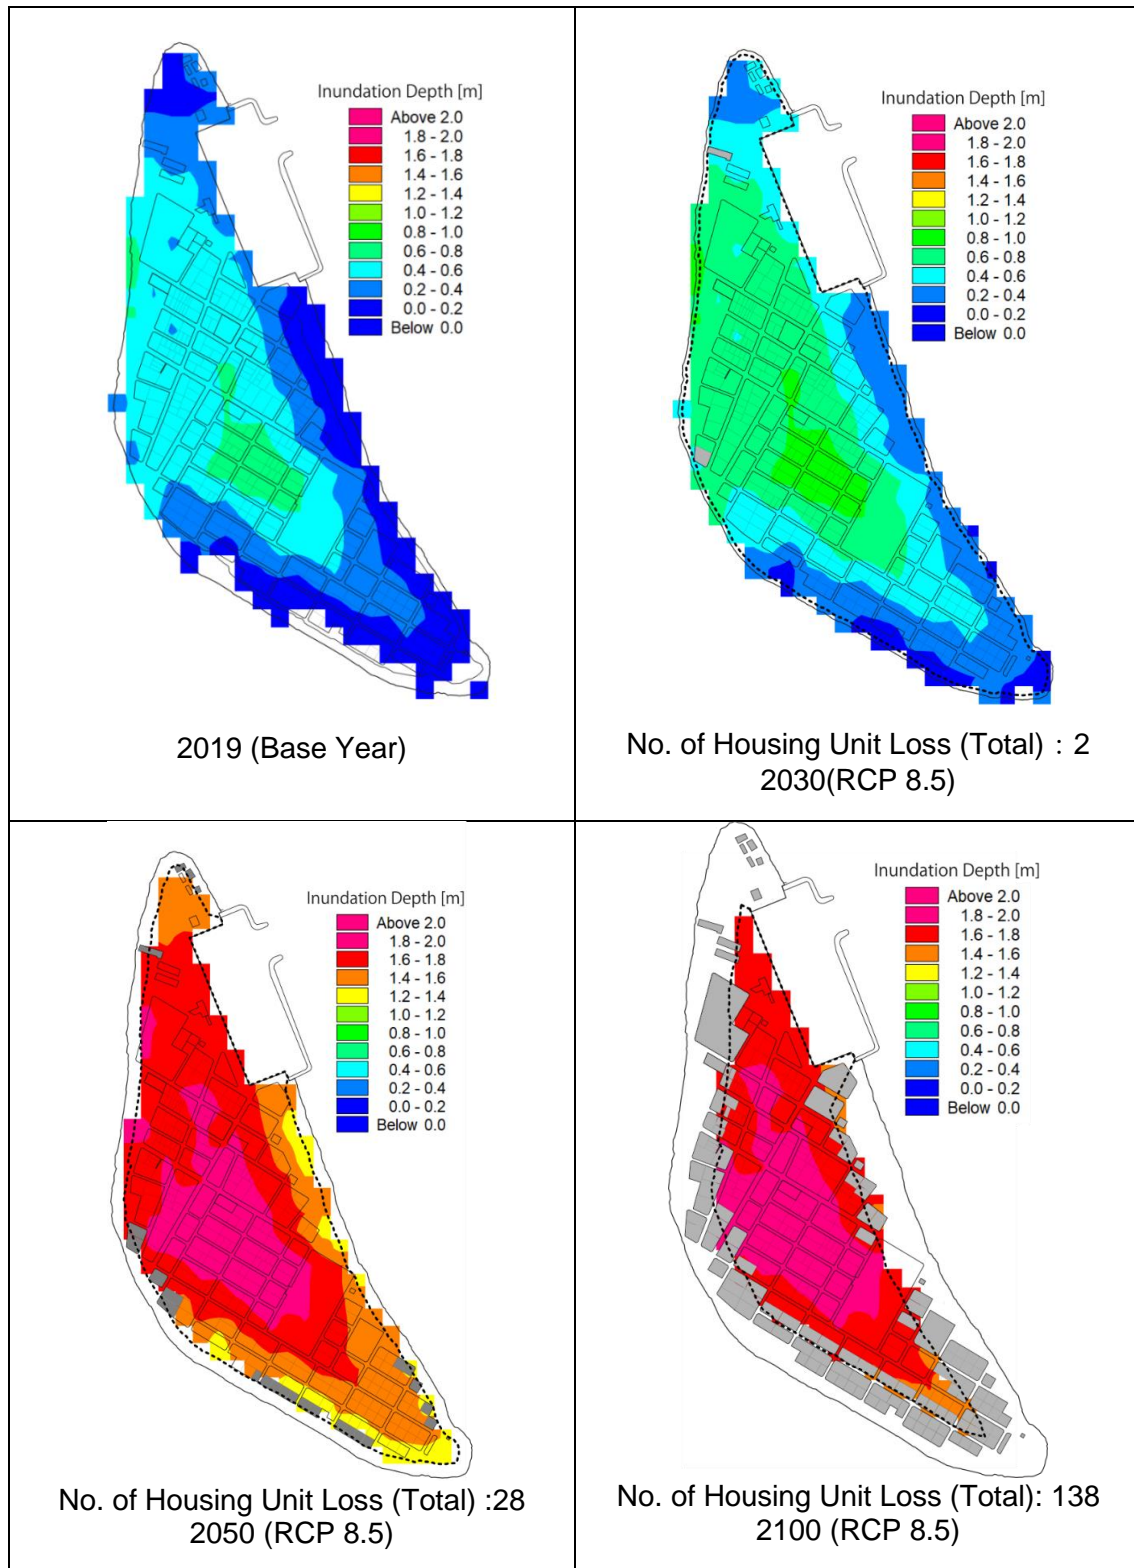 Inundation Depth [m]
Above 2.0
1.8 - 2.0
1.6 - 1.8
1.4 - 1.6
1.2 - 1.4
1.0 - 1.2
0.8 - 1.0
0.6 - 0.8
0.4 - 0.6
0.2 - 0.4
0.0 - 0.2
Below 0.0
2019 (Base Year)
Inundation Depth [m]
Above 2.0
1.8 - 2.0
1.6 - 1.8
1.4 - 1.6
1.2 - 1.4
1.0 - 1.2
0.8 - 1.0
0.6 - 0.8
0.4 - 0.6
0.2 - 0.4
0.0 - 0.2
Below 0.0
No. of Housing Unit Loss (Total) : 2
2030(RCP 8.5)
Inundation Depth [m]
Above 2.0
1.8 - 2.0
1.6 - 1.8
1.4 - 1.6
1.2 - 1.4
1.0 - 1.2
0.8 - 1.0
0.6 - 0.8
0.4 - 0.6
0.2 - 0.4
0.0 - 0.2
Below 0.0
No. of Housing Unit Loss (Total) :28
2050 (RCP 8.5)
Inundation Depth [m]
Above 2.0
1.8 - 2.0
1.6 - 1.8
1.4 - 1.6
1.2 - 1.4
1.0 - 1.2
0.8 - 1.0
0.6 - 0.8
0.4 - 0.6
0.2 - 0.4
0.0 - 0.2
Below 0.0
No. of Housing Unit Loss (Total): 138
2100 (RCP 8.5)